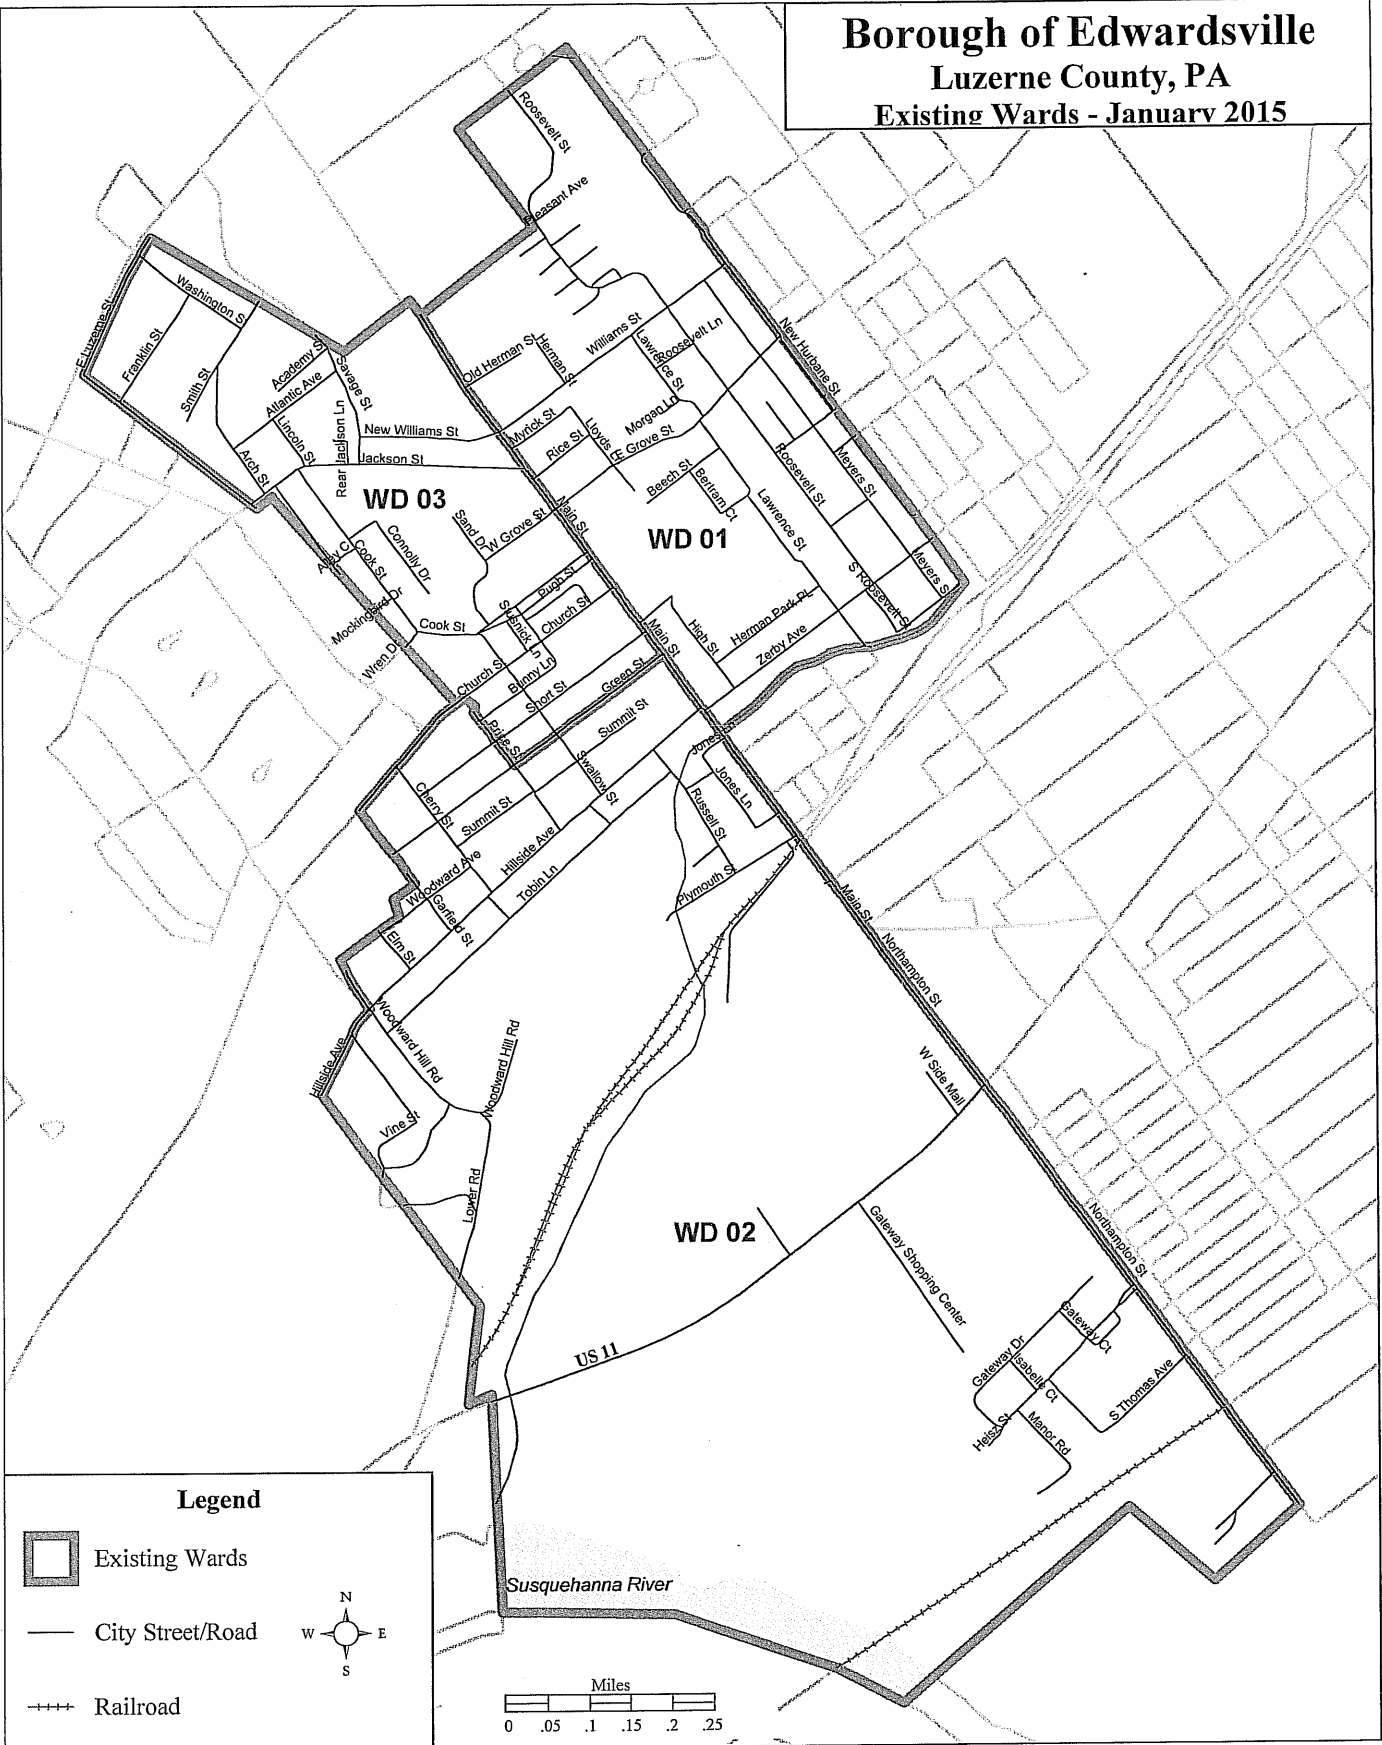 Borough of Edwardsville
Luzerne County, PA
Existing Wards - January 2015
Roosevelt St
Pleasant Ave
Washington S
E Luzerne St
Franklin St
Smith St
Academy S
Atlantic Ave
Savage St
Lincoln St
Rear Jackson Ln
Arch St
New Williams St
Jackson St
Old Herman St
Herman St
Williams St
Lawrence St
Roosevelt Ln
New Hurbane St
Myrick St
Rice St
Lloyds
Morgan Ln
E Grove St
Beech St
Beltram Ct
Roosevelt St
Meyers St
WD 03
Sand Dr
W Grove St
Main St
WD 01
Lawrence St
Alley C
Cook St
Connolly Dr
Mockingbird Dr
Wren Dr
Cook St
Pugh St
Church St
Susnick Ln
Church S
Bunny Ln
Short St
Green St
Main St
High St
Herman Park Pl
Zerby Ave
S Roosevelt St
Meyers S
Price St
Summit St
Swallow St
Jones Ln
Jones Ln
Russell St
Plymouth S
Cherry St
Summit St
Hillside Ave
Woodward Ave
Tobin Ln
Garfield St
Elm St
Main St
Northampton St
Woodward Hill Rd
Woodward Hill Rd
Hillside Ave
Vine St
Lower Rd
W Side Mall
WD 02
Gateway Shopping Center
Northampton St
US 11
Gateway Ct
Gateway Dr
Isabelle Ct
S Thomas Ave
Heisz St
Manor Rd
Susquehanna River
Legend
Existing Wards
City Street/Road
Railroad
N
W E
S
Miles
0 .05 .1 .15 .2 .25